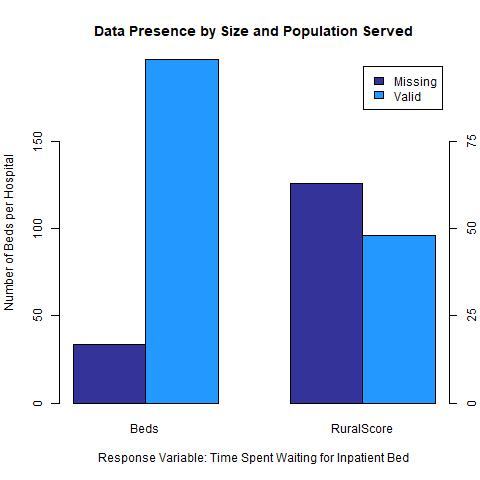 Data Presence by Size and Population Served
Missing
Valid
Number of Beds per Hospital
150
100
50
0
75
50
25
0
Beds
RuralScore
Response Variable: Time Spent Waiting for Inpatient Bed